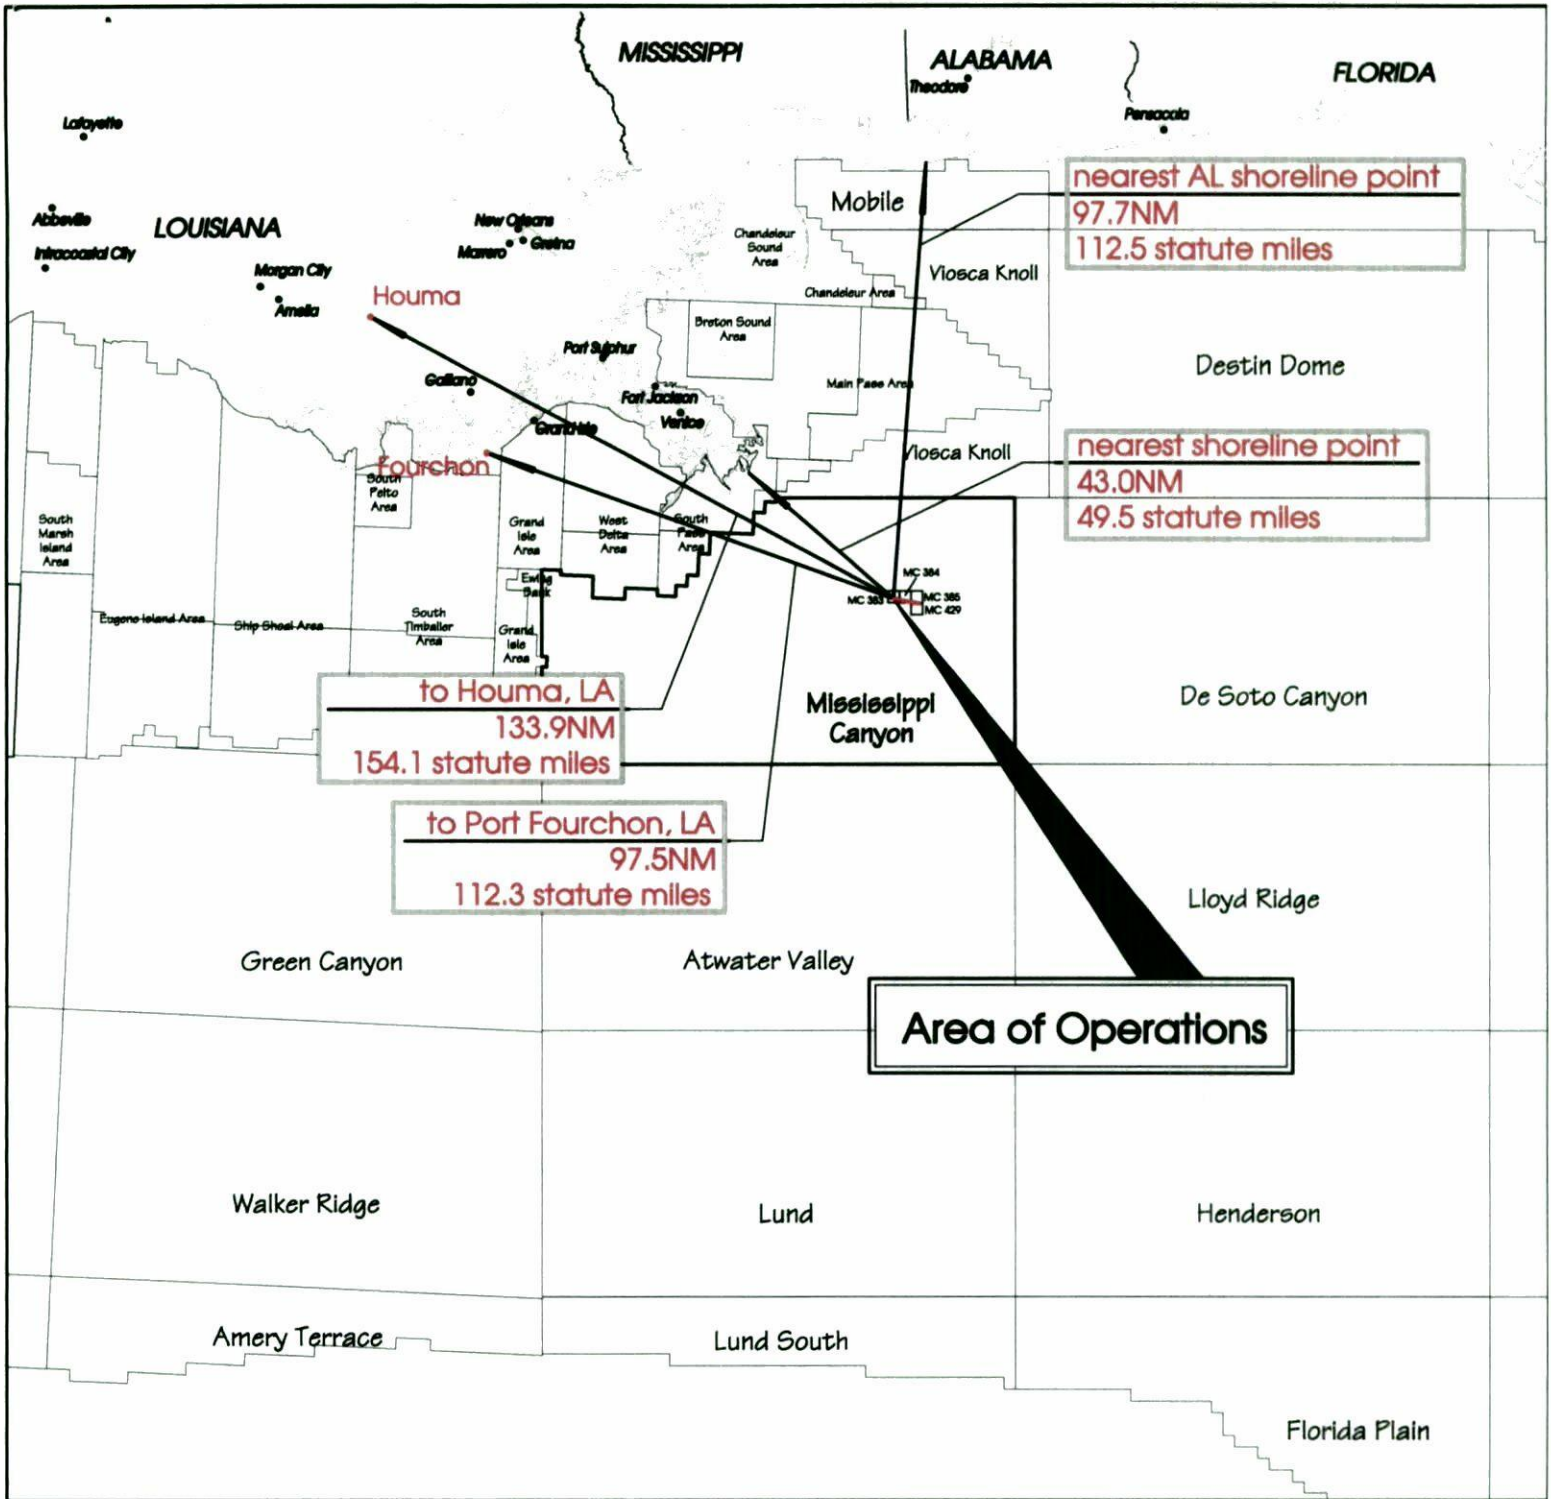 MISSISSIPPI
ALABAMA
Theodore
FLORIDA
Pensacola
Lafayette
Abbeville
Intracoastal City
LOUISIANA
Morgan City
Amelia
New Orleans
Marrero
Gretna
Houma
Port Sulphur
Galliano
Fort Jackson
Venice
Grand Isle
Fourchon
Mobile
Chandeleur
Sound
Area
Viosca Knoll
Chandeleur Area
Breton Sound
Area
Main Pass Area
Viosca Knoll
Destin Dome
nearest AL shoreline point
97.7NM
112.5 statute miles
nearest shoreline point
43.0NM
49.5 statute miles
South
Marsh
Island
Area
Eugene Island Area
Ship Shoal Area
South
Pelto
Area
South
Timbalier
Area
Grand
Isle
Area
Ewing
Bank
Grand
Isle
Area
West
Delta
Area
South
Pass
Area
MC 383
MC 384
MC 385
MC 429
to Houma, LA
133.9NM
154.1 statute miles
to Port Fourchon, LA
97.5NM
112.3 statute miles
Mississippi
Canyon
De Soto Canyon
Lloyd Ridge
Green Canyon
Atwater Valley
Area of Operations
Walker Ridge
Lund
Henderson
Amery Terrace
Lund South
Florida Plain